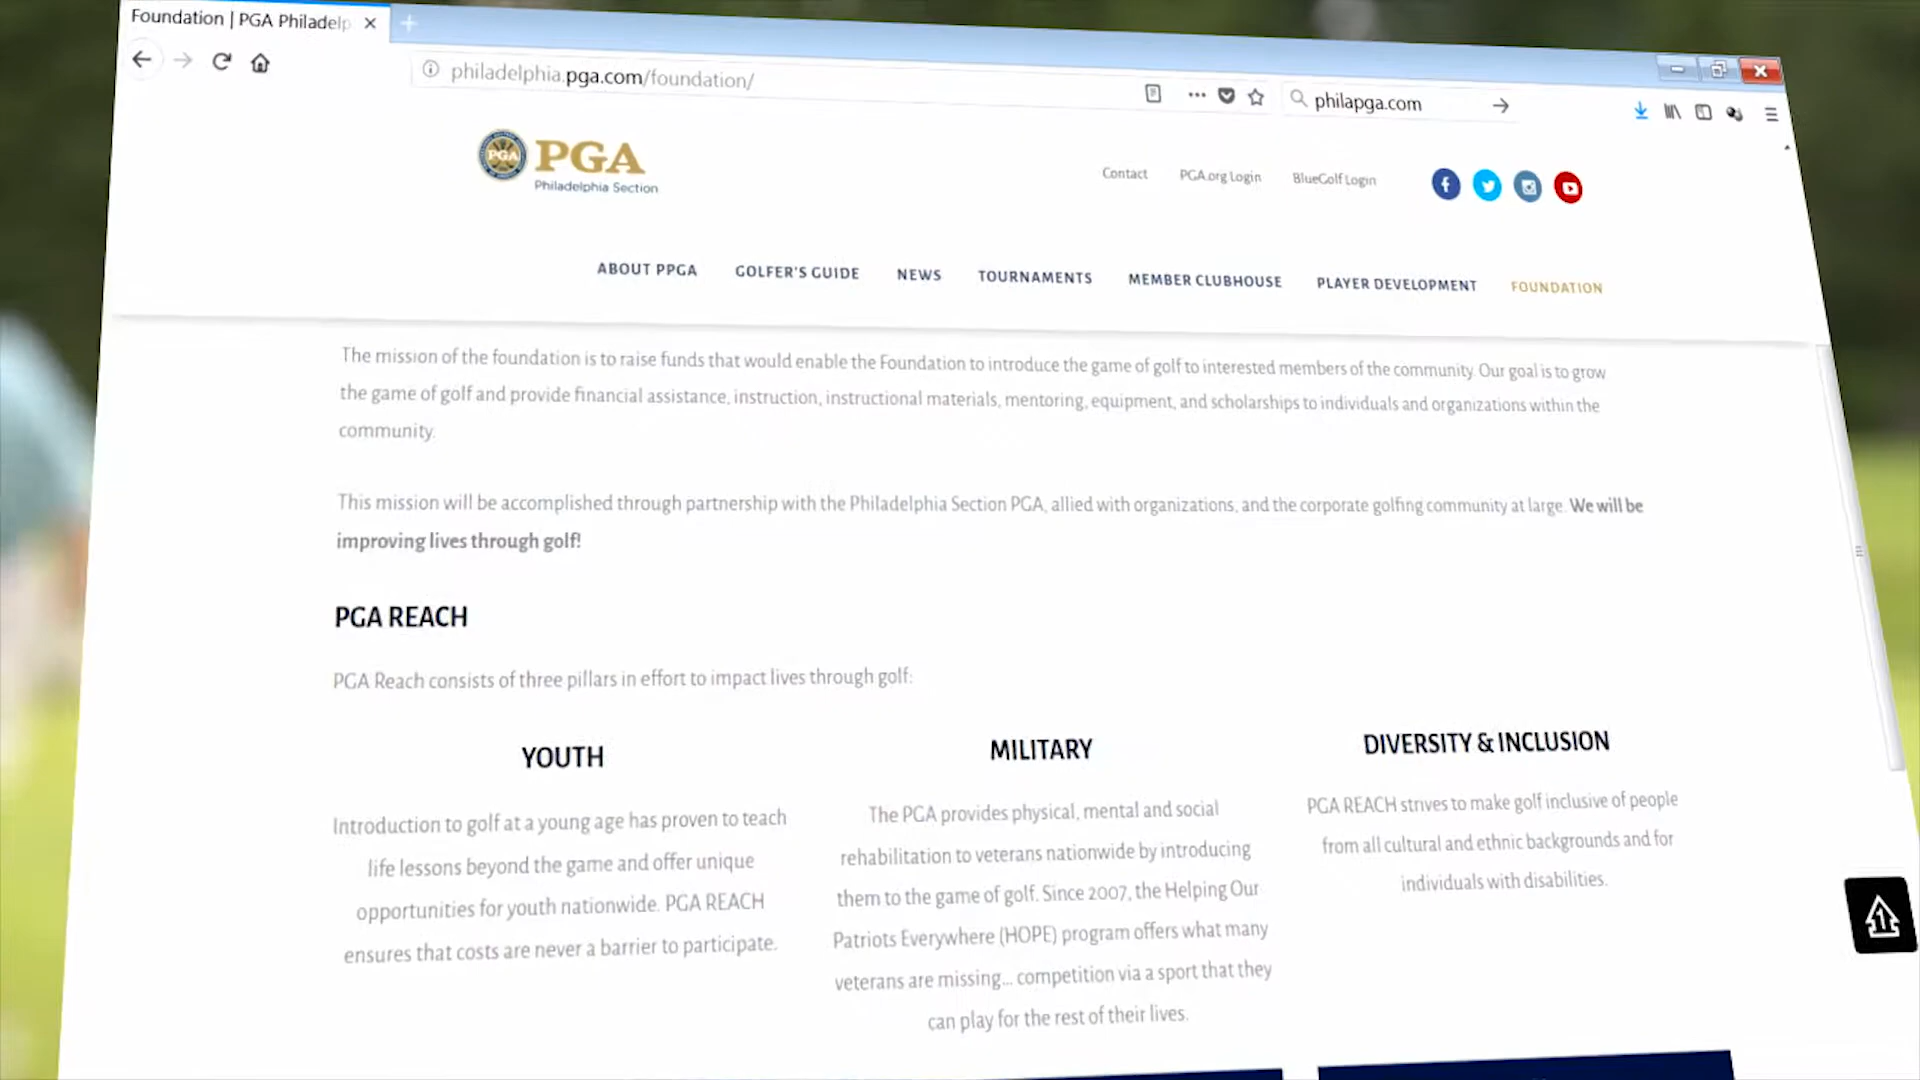 Foundation | PGA Philadelp
philadelphia.pga.com/foundation/
philapga.com
PGA
PGA
Philadelphia Section
Contact
PGA.org Login
BlueGolf Login
ABOUT PPGA
GOLFER'S GUIDE
NEWS
TOURNAMENTS
MEMBER CLUBHOUSE
PLAYER DEVELOPMENT
FOUNDATION
The mission of the foundation is to raise funds that would enable the Foundation to introduce the game of golf to interested members of the community. Our goal is to grow
the game of golf and provide financial assistance, instruction, instructional materials, mentoring, equipment, and scholarships to individuals and organizations within the
community.
This mission will be accomplished through partnership with the Philadelphia Section PGA, allied with organizations, and the corporate golfing community at large. We will be
improving lives through golf!
PGA REACH
PGA Reach consists of three pillars in effort to impact lives through golf:
YOUTH
Introduction to golf at a young age has proven to teach
life lessons beyond the game and offer unique
opportunities for youth nationwide. PGA REACH
ensures that costs are never a barrier to participate.
MILITARY
The PGA provides physical, mental and social
rehabilitation to veterans nationwide by introducing
them to the game of golf. Since 2007, the Helping Our
Patriots Everywhere (HOPE) program offers what many
veterans are missing... competition via a sport that they
can play for the rest of their lives.
DIVERSITY & INCLUSION
PGA REACH strives to make golf inclusive of people
from all cultural and ethnic backgrounds and for
individuals with disabilities.
1